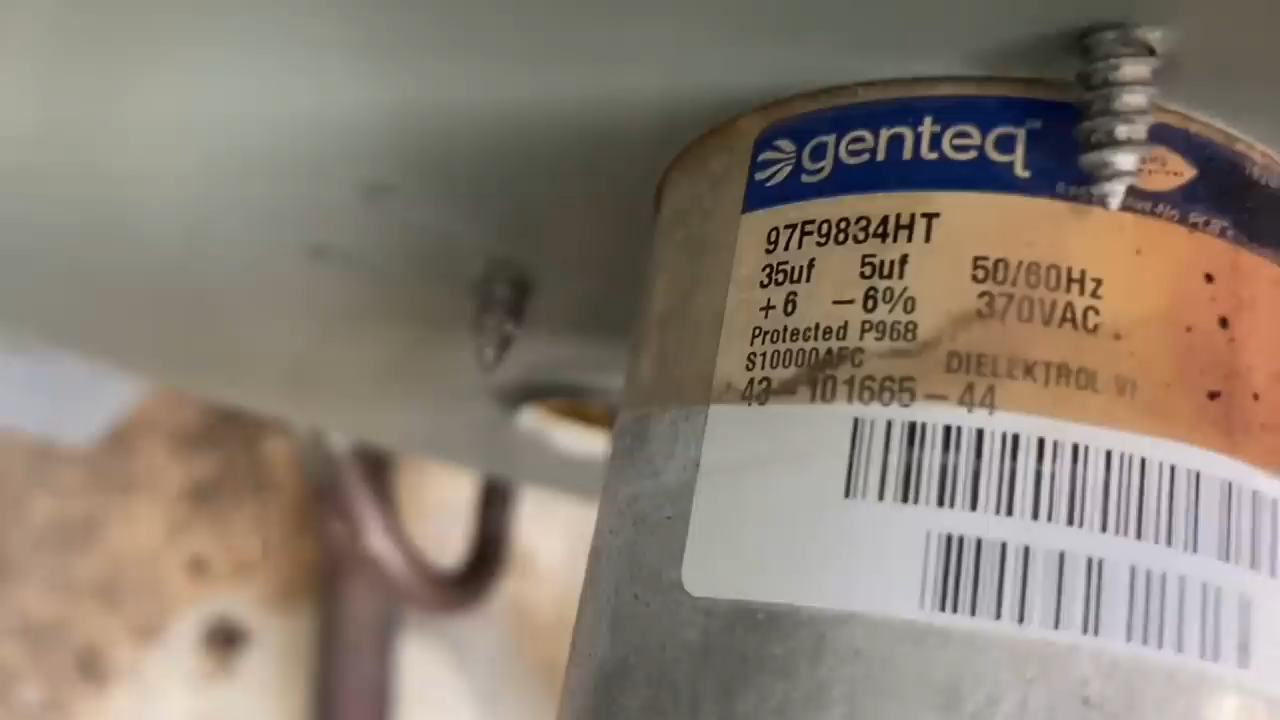 genteq
97F9834HT
35uf 5uf 50/60Hz
+6 −6% 370VAC
Protected P968
S10000AFC DIELEKTROL VI
43-101665-44